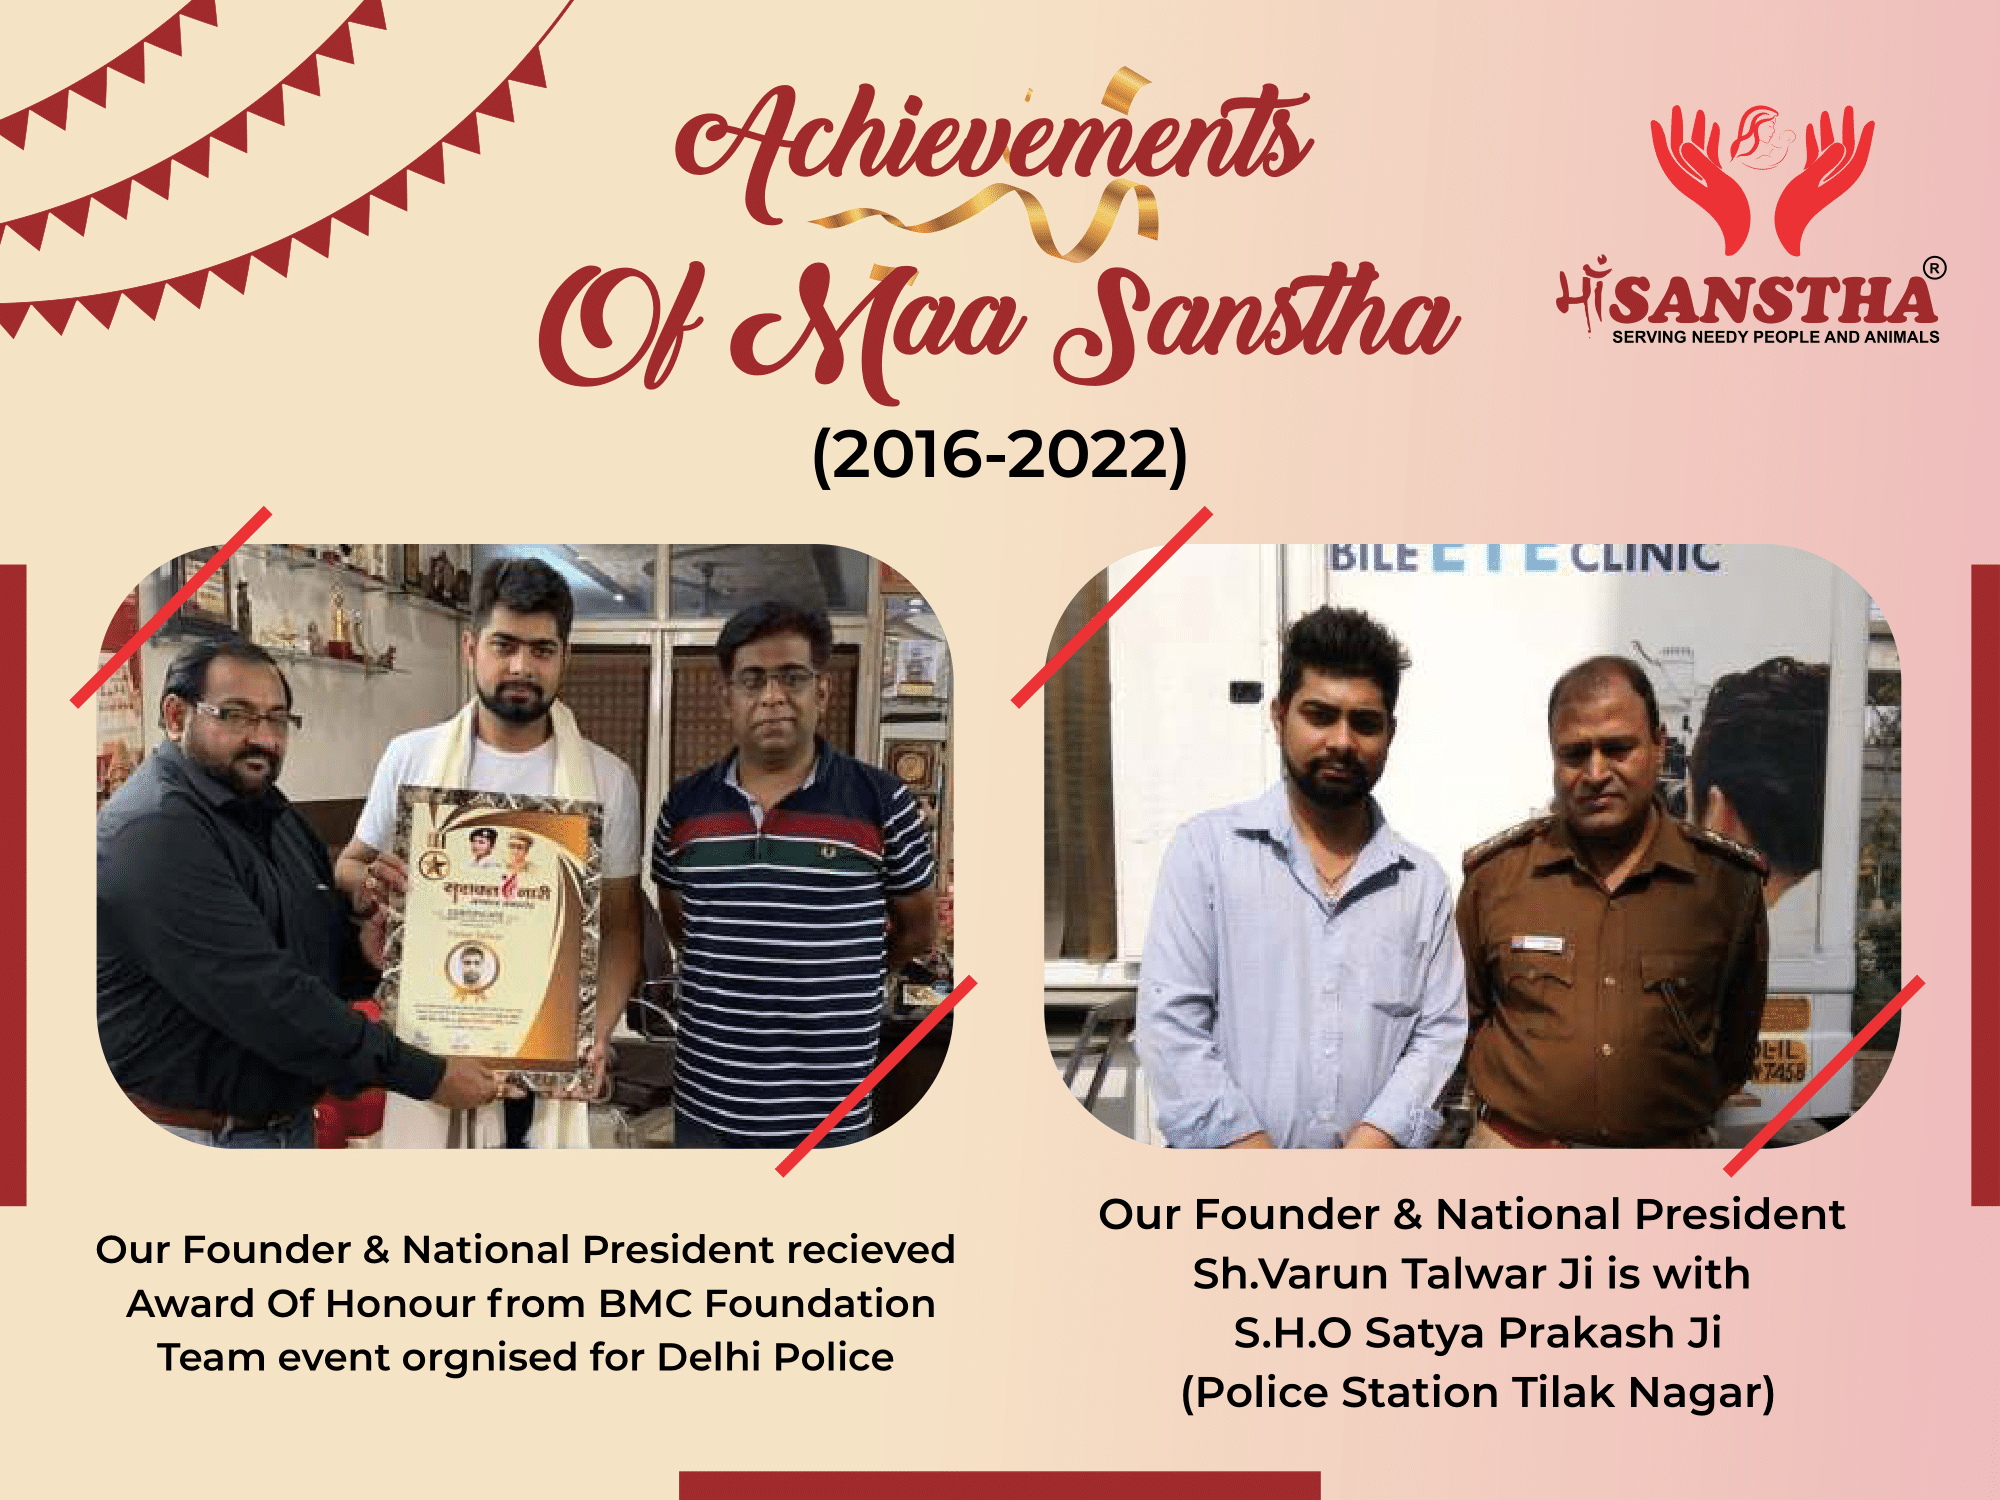 Achievements
Of Maa Sanstha
(2016-2022)
माँ SANSTHA ®
SERVING NEEDY PEOPLE AND ANIMALS
CERTIFICATE
BILE EYE CLINIC
Our Founder & National President recieved
Award Of Honour from BMC Foundation
Team event orgnised for Delhi Police
Our Founder & National President
Sh.Varun Talwar Ji is with
S.H.O Satya Prakash Ji
(Police Station Tilak Nagar)